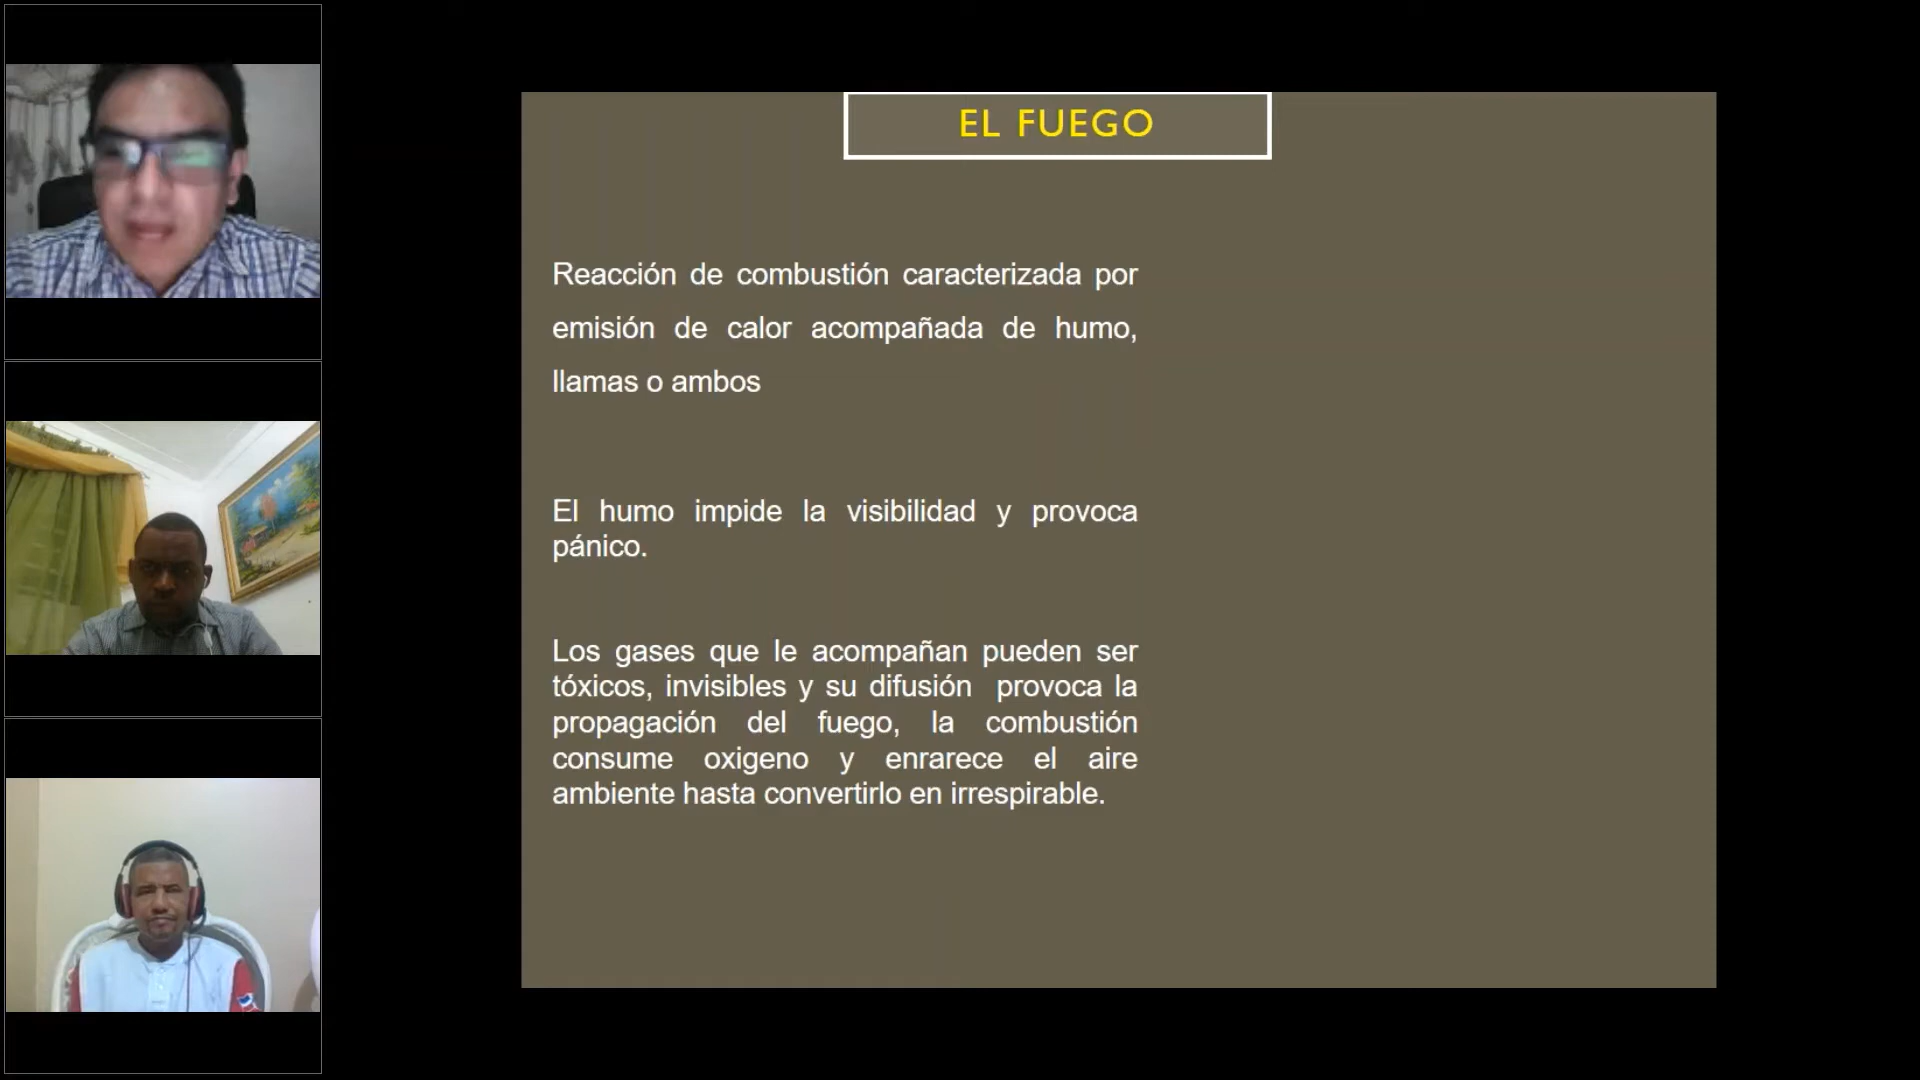 EL FUEGO
Reacción de combustión caracterizada por
emisión de calor acompañada de humo,
llamas o ambos
El humo impide la visibilidad y provoca
pánico.
Los gases que le acompañan pueden ser
tóxicos, invisibles y su difusión provoca la
propagación del fuego, la combustión
consume oxigeno y enrarece el aire
ambiente hasta convertirlo en irrespirable.